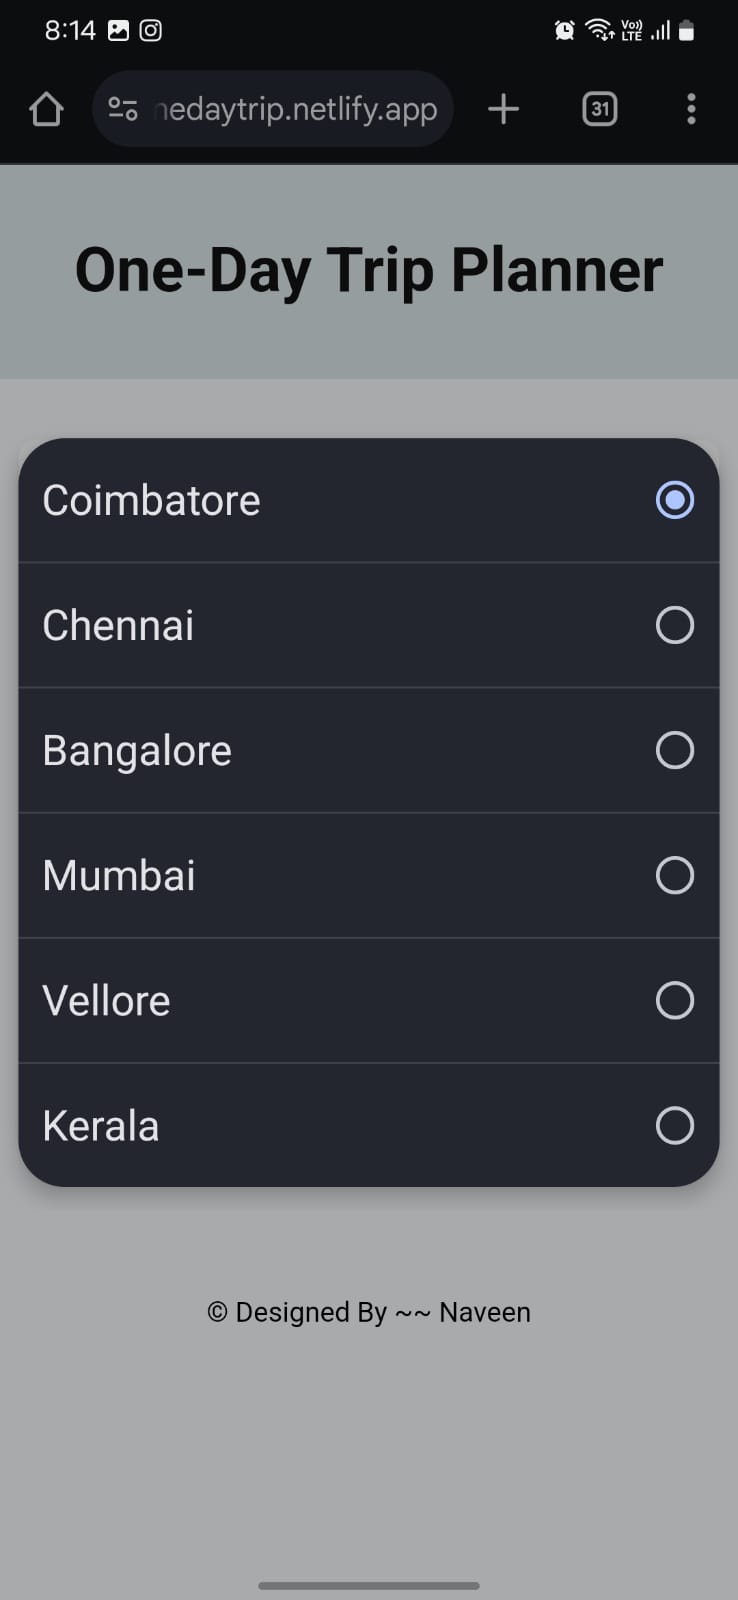 8:14
Vo))
LTE
nedaytrip.netlify.app
31
One-Day Trip Planner
Coimbatore
Chennai
Bangalore
Mumbai
Vellore
Kerala
© Designed By ~~ Naveen